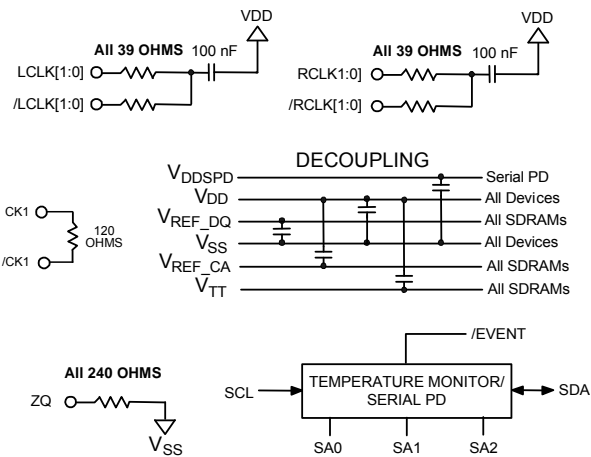 VDD
All 39 OHMS
100 nF
LCLK[1:0]
/LCLK[1:0]
VDD
All 39 OHMS
100 nF
RCLK1:0]
/RCLK[1:0]
DECOUPLING
VDDSPD
Serial PD
VDD
All Devices
VREF_DQ
All SDRAMs
VSS
All Devices
VREF_CA
All SDRAMs
VTT
All SDRAMs
CK1
120
OHMS
/CK1
All 240 OHMS
ZQ
VSS
/EVENT
SCL
TEMPERATURE MONITOR/
SERIAL PD
SDA
SA0
SA1
SA2